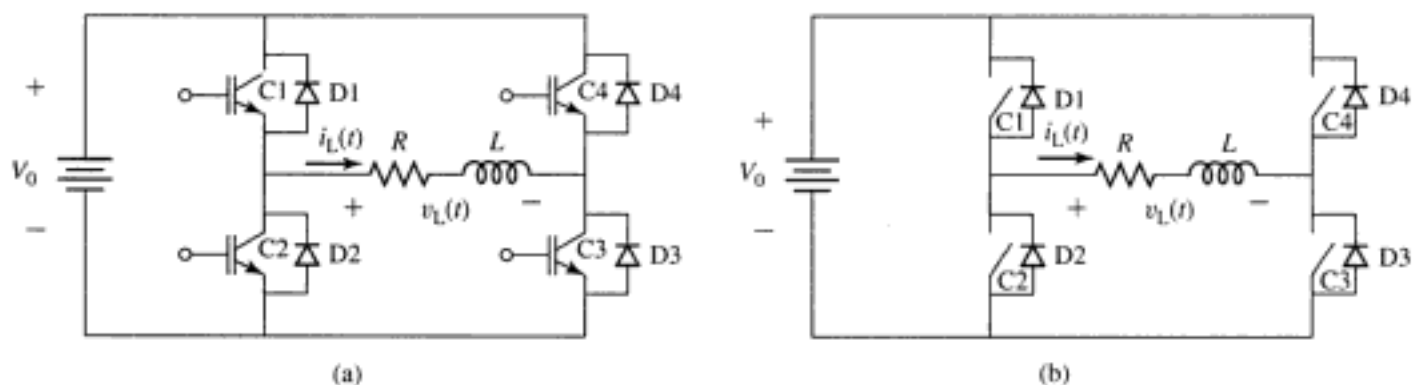 +
V0
−
C1
D1
C4
D4
iL(t)
R
L
+
vL(t)
−
C2
D2
C3
D3
(a)
+
V0
−
C1
D1
C4
D4
iL(t)
R
L
+
vL(t)
−
C2
D2
C3
D3
(b)